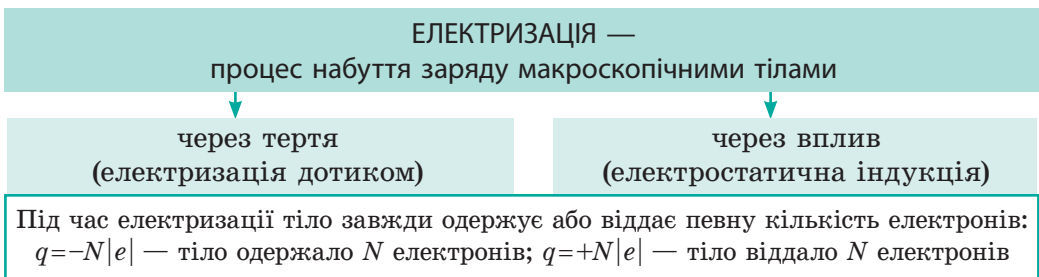 ЕЛЕКТРИЗАЦІЯ —
процес набуття заряду макроскопічними тілами
через тертя
(електризація дотиком)
через вплив
(електростатична індукція)
Під час електризації тіло завжди одержує або віддає певну кількість електронів:
q=−N|e| — тіло одержало N електронів; q=+N|e| — тіло віддало N електронів